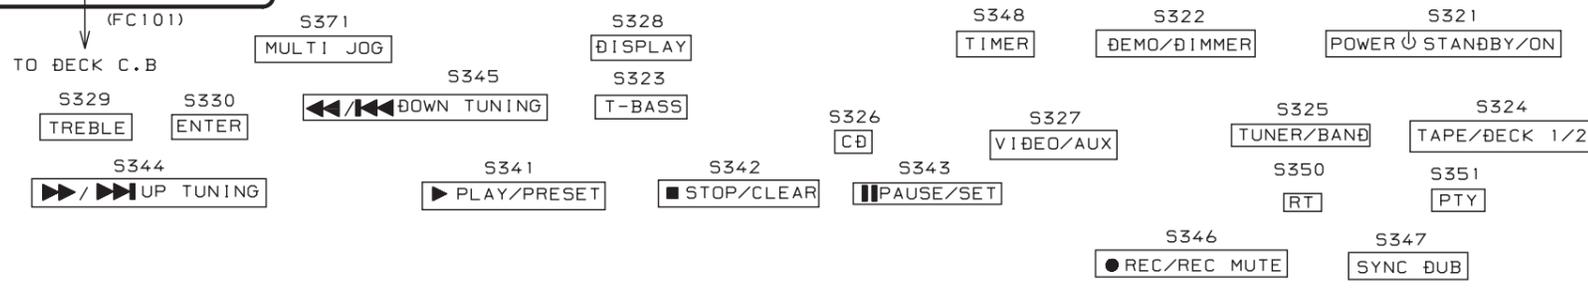 (FC101)
TO DECK C.B
S371
MULTI JOG
S328
DISPLAY
S348
TIMER
S322
DEMO/DIMMER
S321
POWER ⏻ STANDBY/ON
S329
TREBLE
S330
ENTER
S345
◀◀/|◀◀DOWN TUNING
S323
T-BASS
S326
CD
S327
VIDEO/AUX
S325
TUNER/BAND
S324
TAPE/DECK 1/2
S344
▶▶/▶▶|UP TUNING
S341
▶ PLAY/PRESET
S342
■ STOP/CLEAR
S343
❚❚PAUSE/SET
S350
RT
S351
PTY
S346
● REC/REC MUTE
S347
SYNC DUB